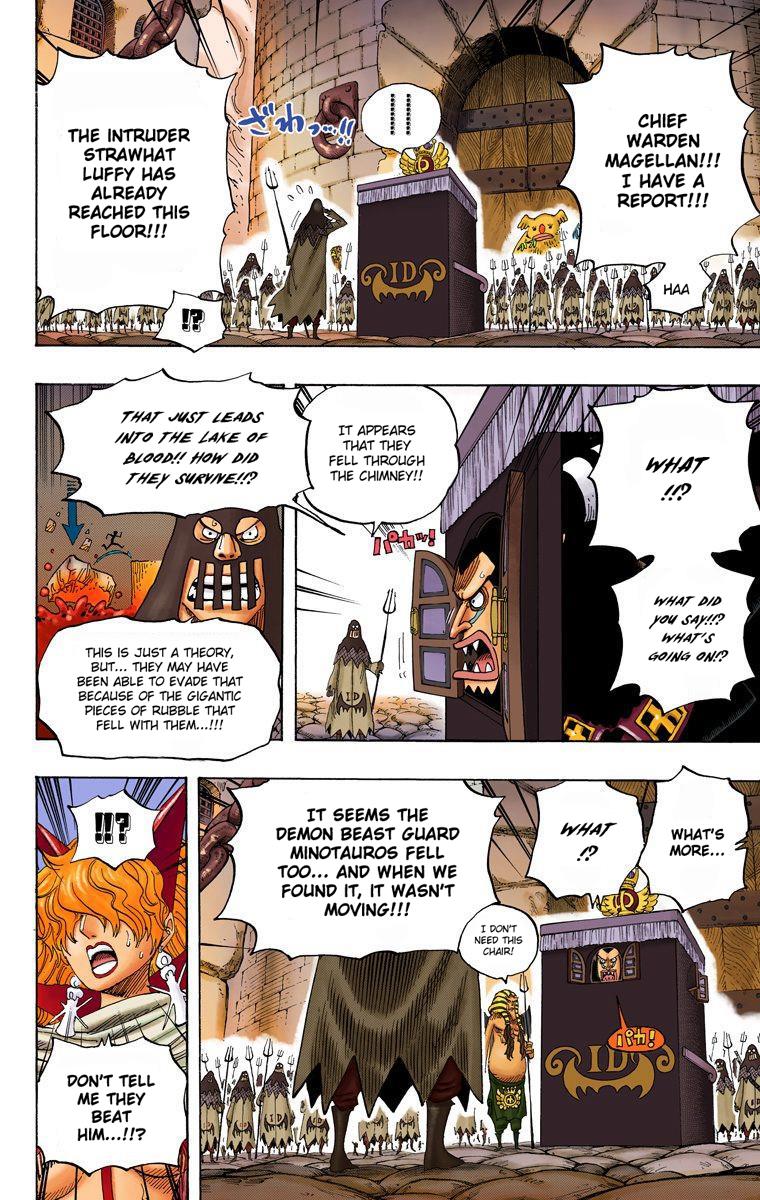 CHIEF
WARDEN
MAGELLAN!!!
I HAVE A
REPORT!!!
HAA
!!!!!!
D
ID
ざわっ…!!
THE INTRUDER
STRAWHAT
LUFFY HAS
ALREADY
REACHED THIS
FLOOR!!!
!?
WHAT
!!?
WHAT DID
YOU SAY!!?
WHAT'S
GOING ON!?
パカッ!
IT APPEARS
THAT THEY
FELL THROUGH
THE CHIMNEY!!
ID
THAT JUST LEADS
INTO THE LAKE OF
BLOOD!! HOW DID
THEY SURVIVE!!?
THIS IS JUST A THEORY,
BUT... THEY MAY HAVE
BEEN ABLE TO EVADE THAT
BECAUSE OF THE GIGANTIC
PIECES OF RUBBLE THAT
FELL WITH THEM...!!!
WHAT'S
MORE...
WHAT
!?
IT SEEMS THE
DEMON BEAST GUARD
MINOTAUROS FELL
TOO... AND WHEN WE
FOUND IT, IT WASN'T
MOVING!!!
I DON'T
NEED THIS
CHAIR!
D
パカ!
ID
!!?
DON'T TELL
ME THEY
BEAT
HIM...!!?